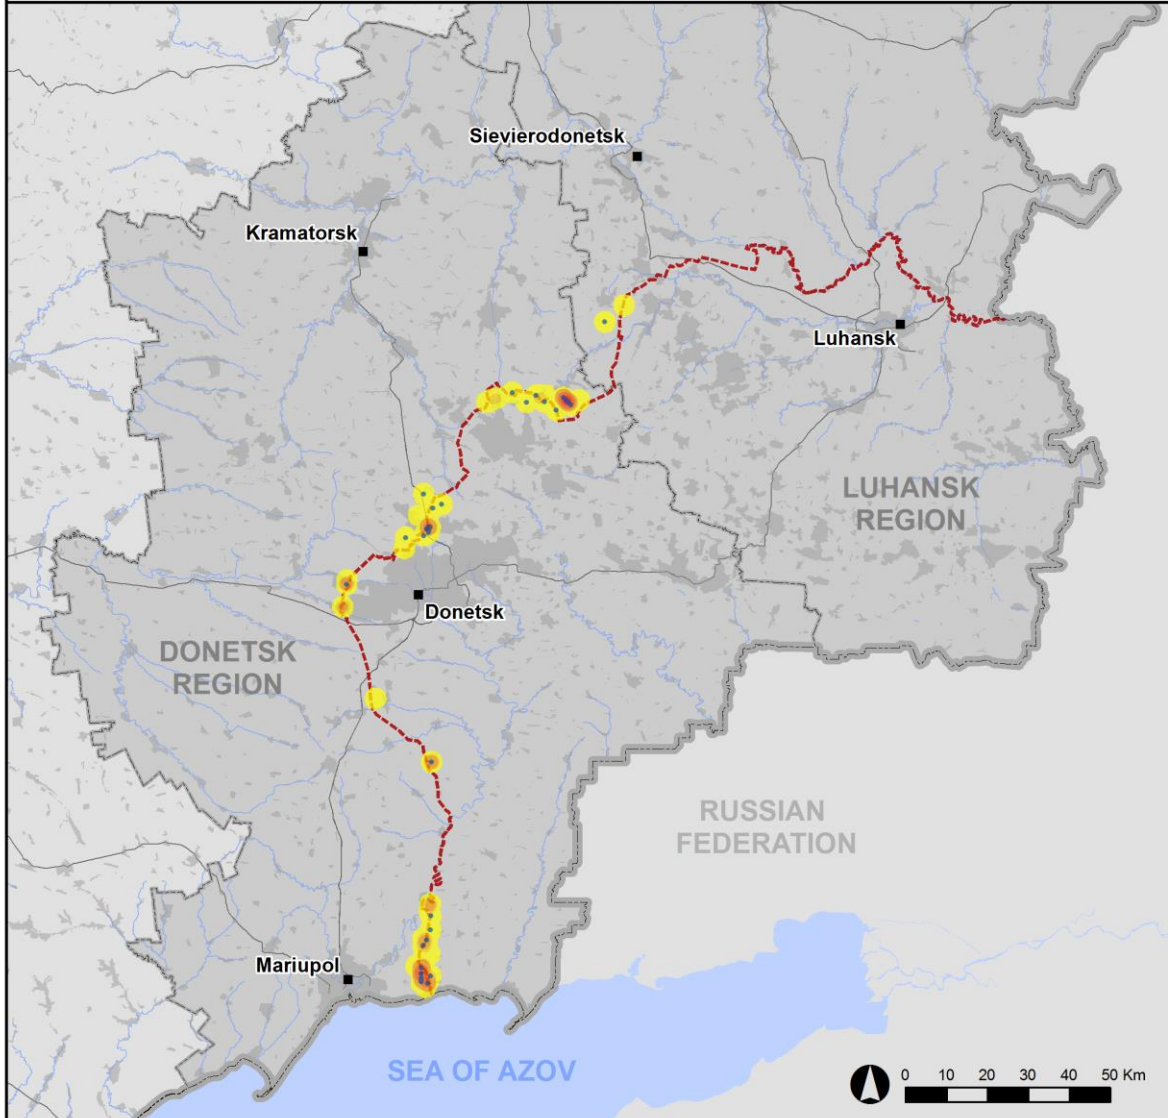 Sievierodonetsk
Kramatorsk
Luhansk
LUHANSK
REGION
Donetsk
DONETSK
REGION
RUSSIAN
FEDERATION
Mariupol
SEA OF AZOV
0 10 20 30 40 50 Km